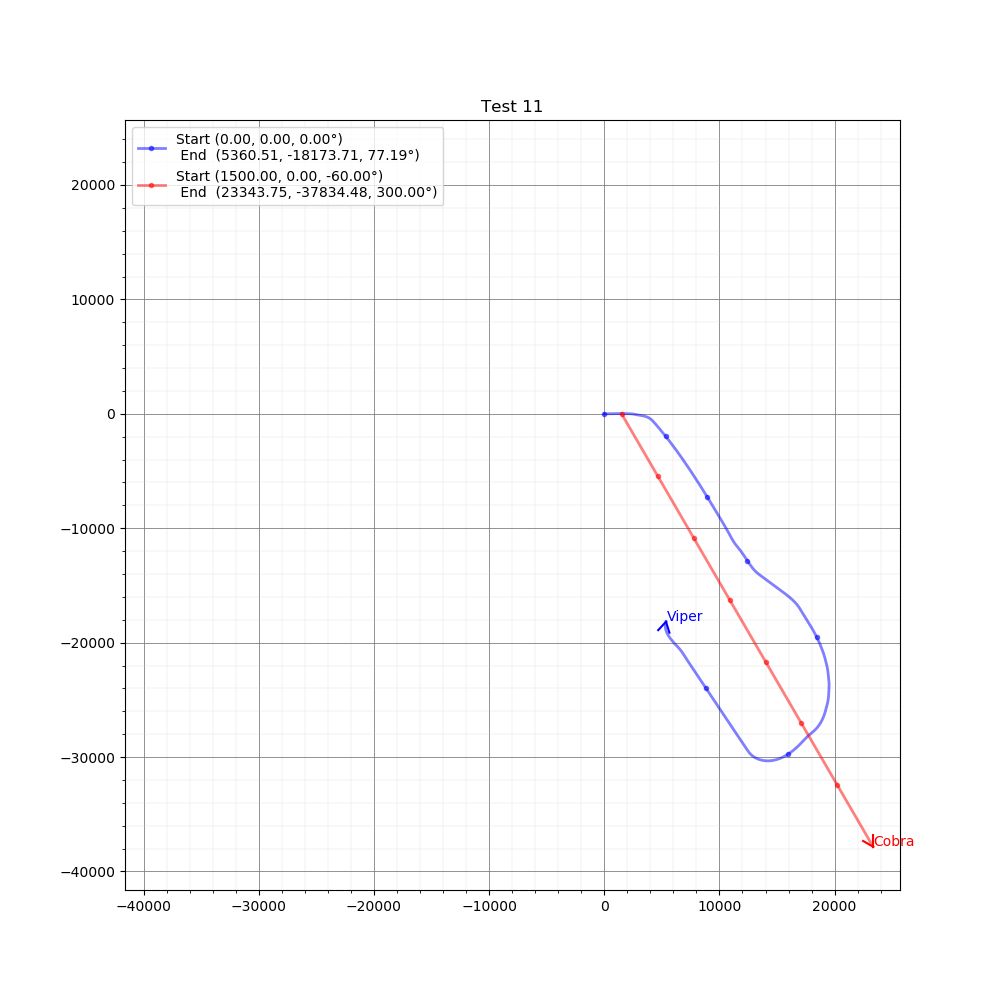 Test 11
Start (0.00, 0.00, 0.00°)
End (5360.51, -18173.71, 77.19°)
Start (1500.00, 0.00, -60.00°)
End (23343.75, -37834.48, 300.00°)
20000
10000
0
−10000
Viper
−20000
−30000
Cobra
−40000
−40000 −30000 −20000 −10000 0 10000 20000